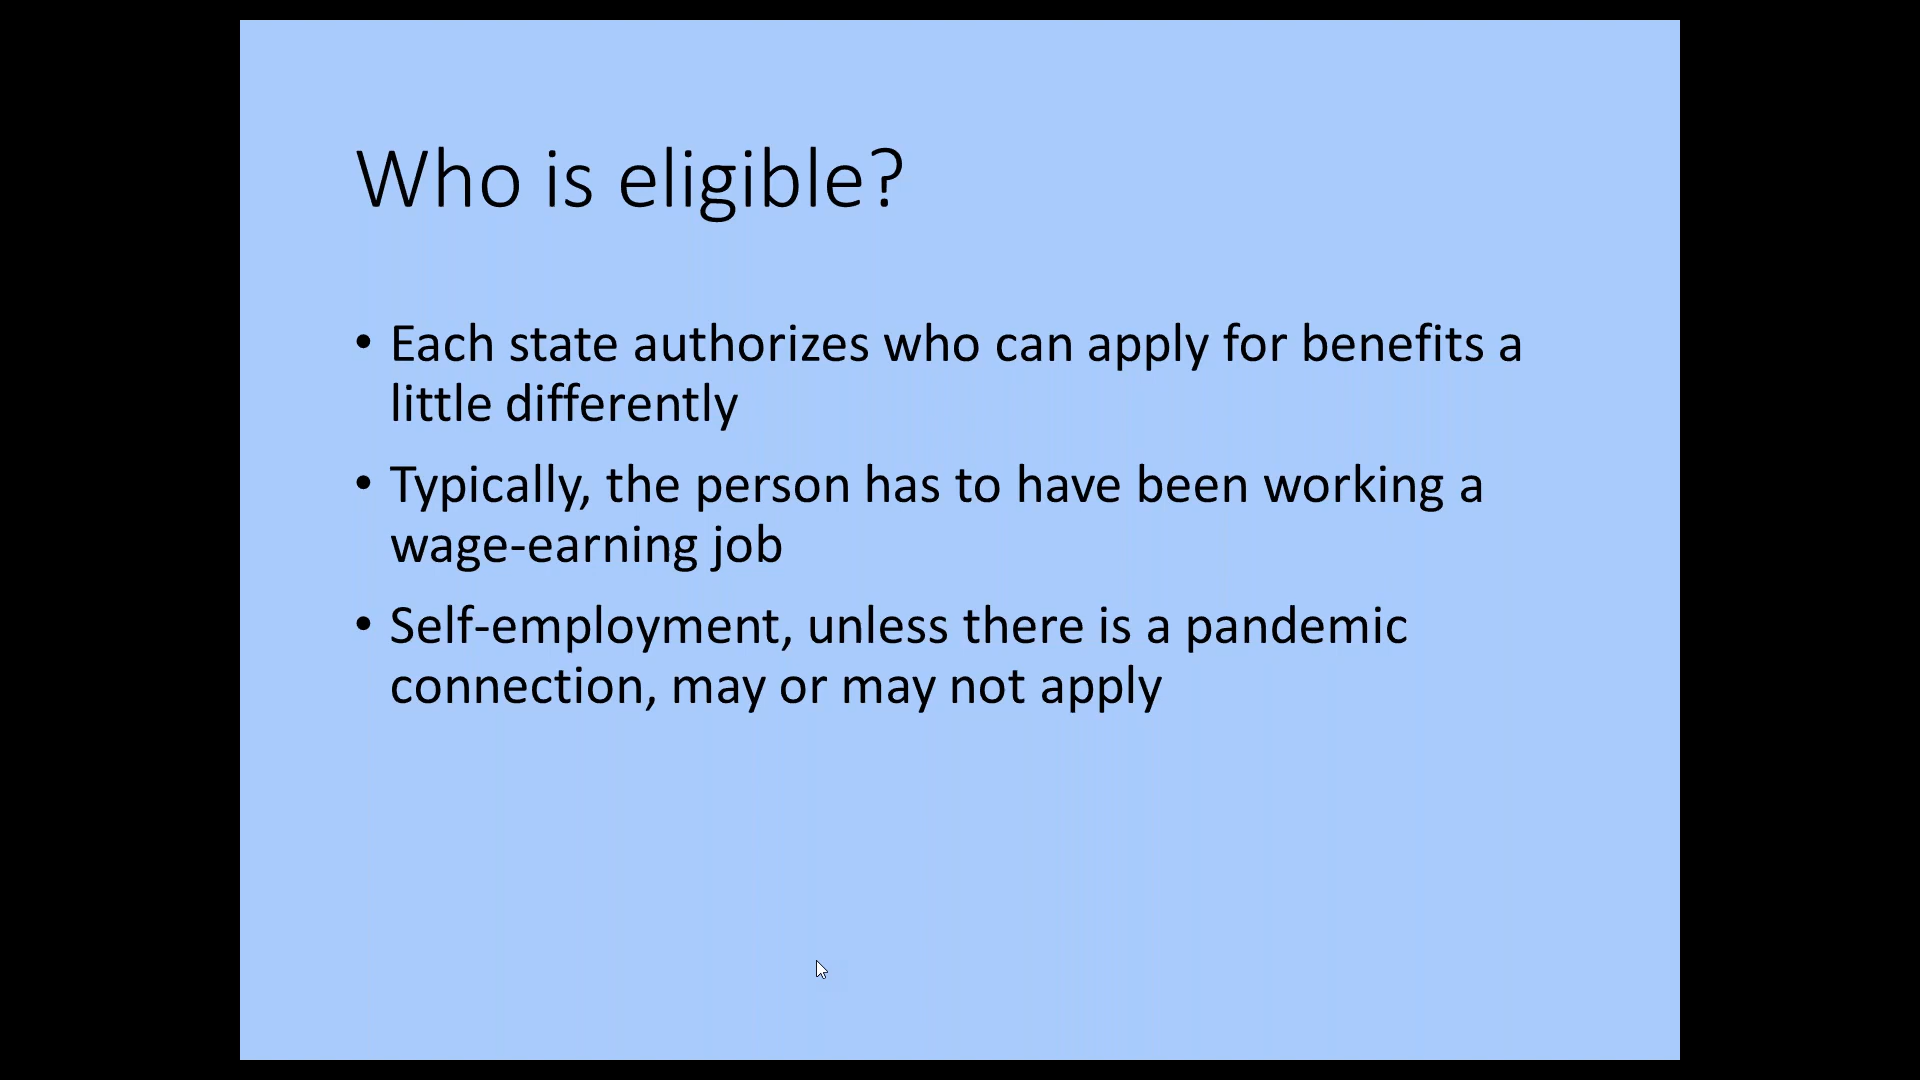 Who is eligible?
• Each state authorizes who can apply for benefits a
little differently
• Typically, the person has to have been working a
wage-earning job
• Self-employment, unless there is a pandemic
connection, may or may not apply